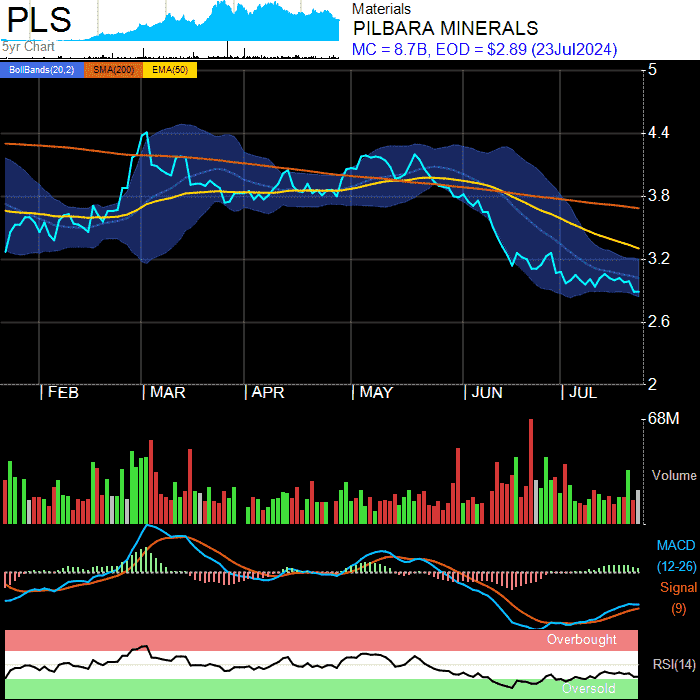 PLS
5yr Chart
Materials
PILBARA MINERALS
MC = 8.7B, EOD = $2.89 (23Jul2024)
BollBands(20,2) SMA(200) EMA(50)
5
4.4
3.8
3.2
2.6
2
FEB MAR APR MAY JUN JUL
68M
Volume
MACD
(12-26)
Signal
(9)
Overbought
RSI(14)
Oversold